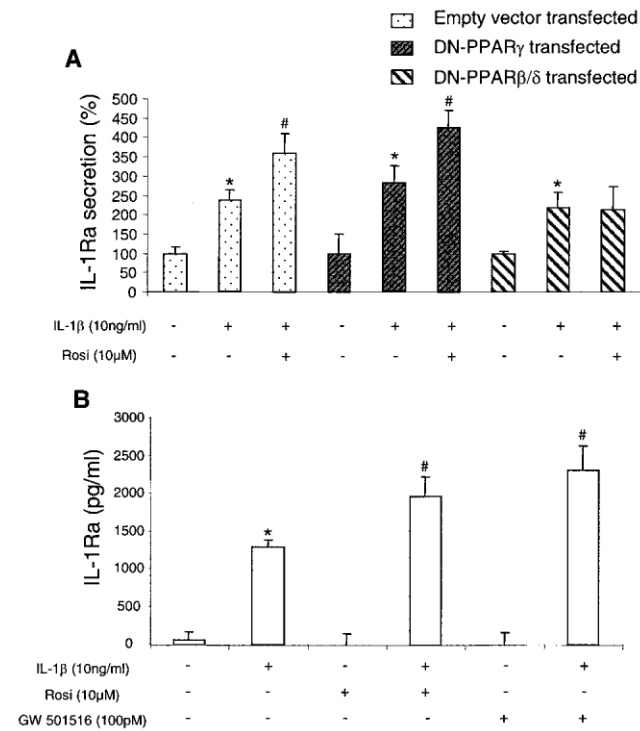 Empty vector transfected
DN-PPARγ transfected
DN-PPARβ/δ transfected
A
IL-1Ra secretion (%)
500
450
400
350
300
250
200
150
100
50
0
* # * # *
IL-1β (10ng/ml) - + + - + + - + +
Rosi (10μM) - - + - - + - - +
B
IL-1Ra (pg/ml)
3000
2500
2000
1500
1000
500
0
* # #
IL-1β (10ng/ml) - + - + - +
Rosi (10μM) - - + + - -
GW 501516 (100pM) - - - - + +